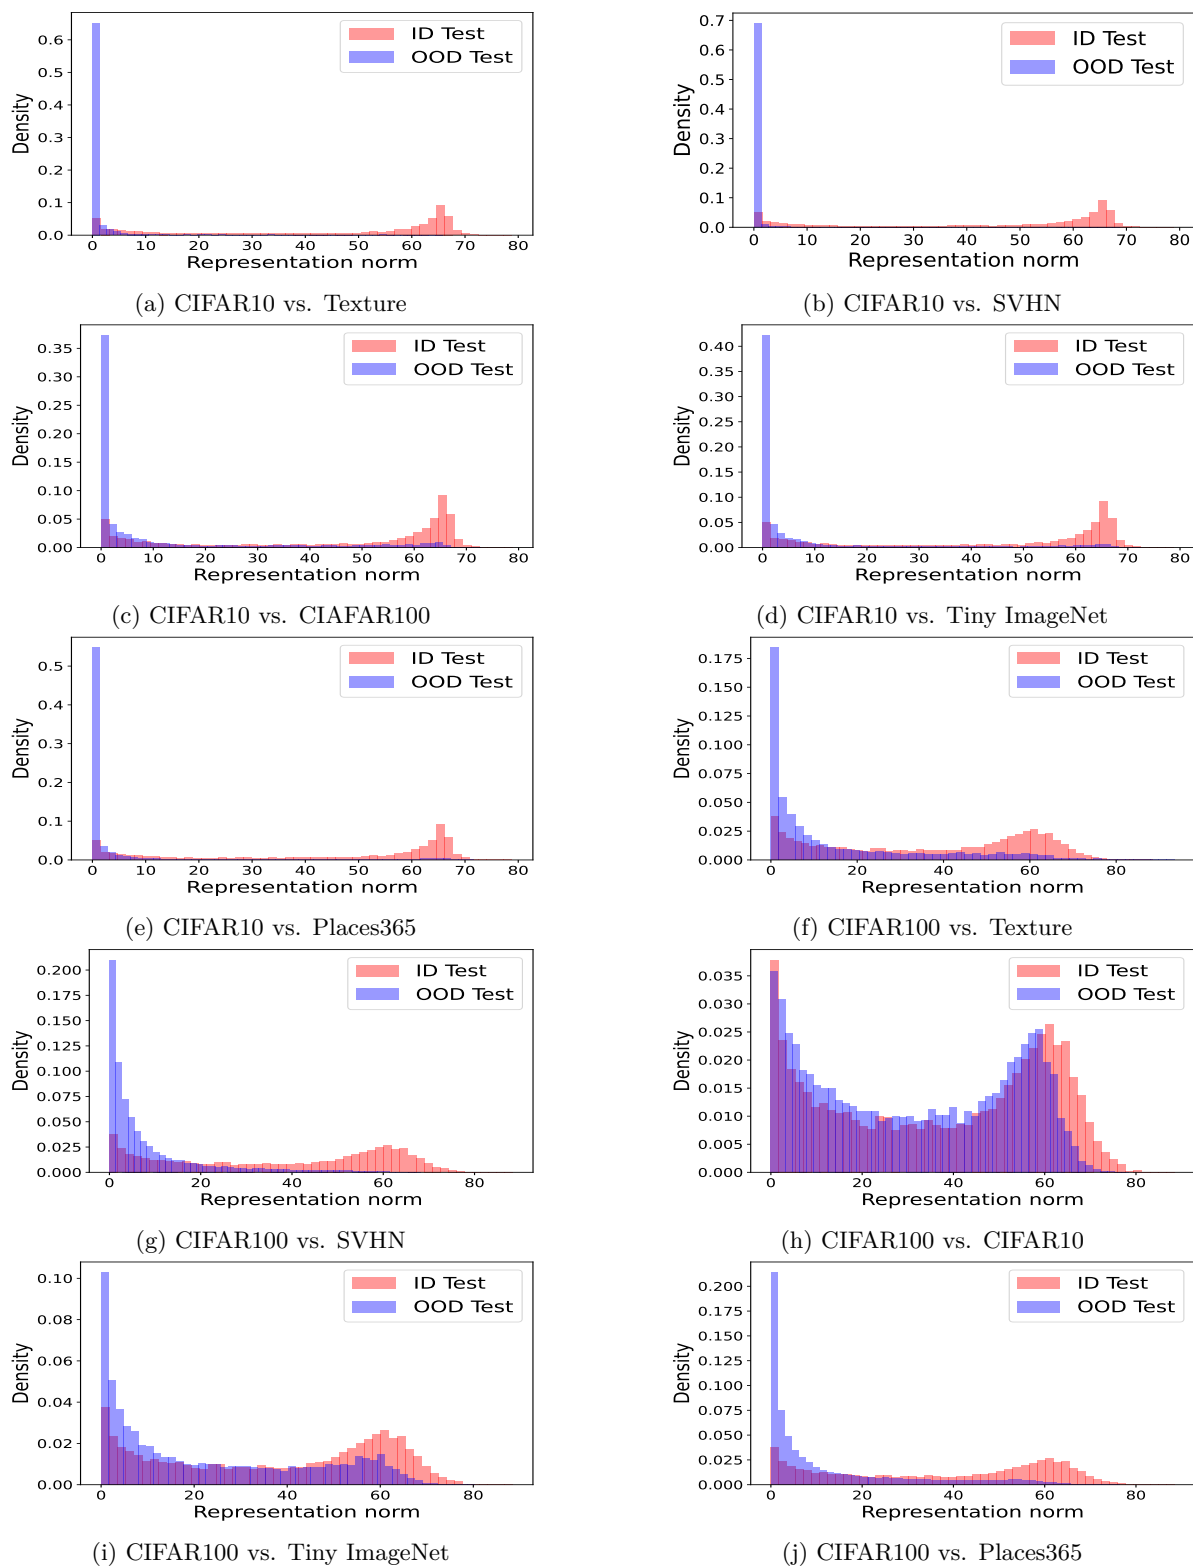 ID Test
OOD Test
0.6
0.5
0.4
0.3
0.2
0.1
0.0
Density
0 10 20 30 40 50 60 70 80
Representation norm
(a) CIFAR10 vs. Texture
ID Test
OOD Test
0.7
0.6
0.5
0.4
0.3
0.2
0.1
0.0
Density
0 10 20 30 40 50 60 70 80
Representation norm
(b) CIFAR10 vs. SVHN
ID Test
OOD Test
0.35
0.30
0.25
0.20
0.15
0.10
0.05
0.00
Density
0 10 20 30 40 50 60 70 80
Representation norm
(c) CIFAR10 vs. CIAFAR100
ID Test
OOD Test
0.40
0.35
0.30
0.25
0.20
0.15
0.10
0.05
0.00
Density
0 10 20 30 40 50 60 70 80
Representation norm
(d) CIFAR10 vs. Tiny ImageNet
ID Test
OOD Test
0.5
0.4
0.3
0.2
0.1
0.0
Density
0 10 20 30 40 50 60 70 80
Representation norm
(e) CIFAR10 vs. Places365
ID Test
OOD Test
0.175
0.150
0.125
0.100
0.075
0.050
0.025
0.000
Density
0 20 40 60 80
Representation norm
(f) CIFAR100 vs. Texture
ID Test
OOD Test
0.200
0.175
0.150
0.125
0.100
0.075
0.050
0.025
0.000
Density
0 20 40 60 80
Representation norm
(g) CIFAR100 vs. SVHN
ID Test
OOD Test
0.035
0.030
0.025
0.020
0.015
0.010
0.005
0.000
Density
0 20 40 60 80
Representation norm
(h) CIFAR100 vs. CIFAR10
ID Test
OOD Test
0.10
0.08
0.06
0.04
0.02
0.00
Density
0 20 40 60 80
Representation norm
(i) CIFAR100 vs. Tiny ImageNet
ID Test
OOD Test
0.200
0.175
0.150
0.125
0.100
0.075
0.050
0.025
0.000
Density
0 20 40 60 80
Representation norm
(j) CIFAR100 vs. Places365